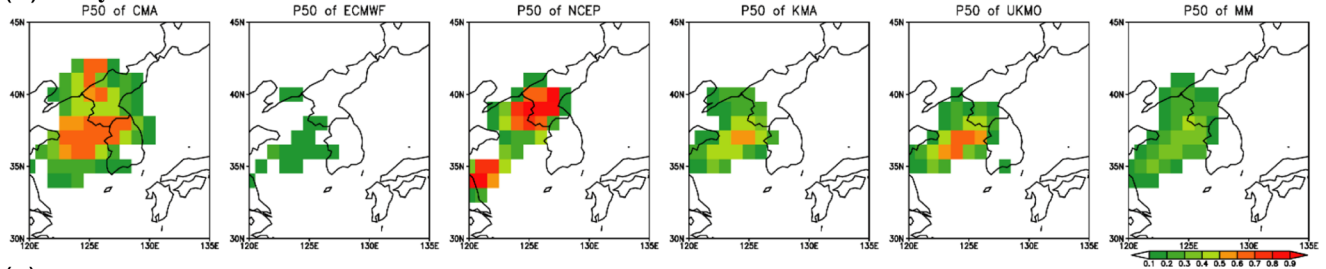 P50 of CMA
P50 of ECMWF
P50 of NCEP
P50 of KMA
P50 of UKMO
P50 of MM
45N
40N
35N
30N
120E 125E 130E 135E
45N
40N
35N
30N
120E 125E 130E 135E
45N
40N
35N
30N
120E 125E 130E 135E
45N
40N
35N
30N
120E 125E 130E 135E
45N
40N
35N
30N
120E 125E 130E 135E
45N
40N
35N
30N
120E 125E 130E 135E
0.1 0.2 0.3 0.4 0.5 0.6 0.7 0.8 0.9